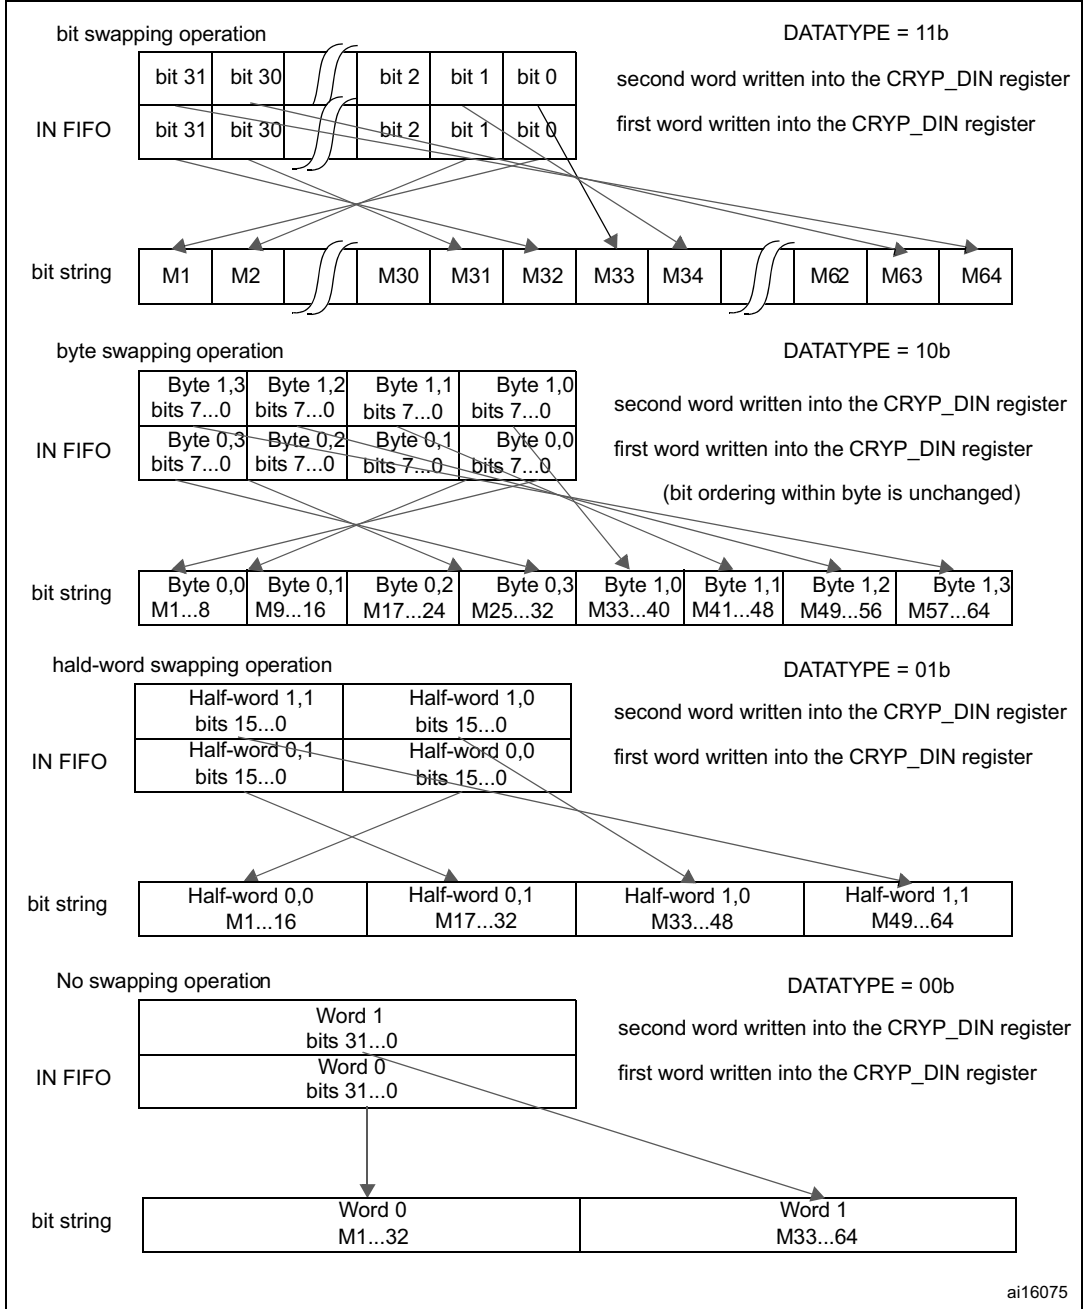 bit swapping operation
DATATYPE = 11b
bit 31 bit 30 bit 2 bit 1 bit 0
second word written into the CRYP_DIN register
IN FIFO
bit 31 bit 30 bit 2 bit 1 bit 0
first word written into the CRYP_DIN register
bit string
M1 M2 M30 M31 M32 M33 M34 M62 M63 M64
byte swapping operation
DATATYPE = 10b
Byte 1,3 Byte 1,2 Byte 1,1 Byte 1,0
bits 7...0 bits 7...0 bits 7...0 bits 7...0
second word written into the CRYP_DIN register
IN FIFO
Byte 0,3 Byte 0,2 Byte 0,1 Byte 0,0
bits 7...0 bits 7...0 bits 7...0 bits 7...0
first word written into the CRYP_DIN register
(bit ordering within byte is unchanged)
bit string
Byte 0,0 Byte 0,1 Byte 0,2 Byte 0,3 Byte 1,0 Byte 1,1 Byte 1,2 Byte 1,3
M1...8 M9...16 M17...24 M25...32 M33...40 M41...48 M49...56 M57...64
hald-word swapping operation
DATATYPE = 01b
Half-word 1,1 Half-word 1,0
bits 15...0 bits 15...0
second word written into the CRYP_DIN register
IN FIFO
Half-word 0,1 Half-word 0,0
bits 15...0 bits 15...0
first word written into the CRYP_DIN register
bit string
Half-word 0,0 Half-word 0,1 Half-word 1,0 Half-word 1,1
M1...16 M17...32 M33...48 M49...64
No swapping operation
DATATYPE = 00b
Word 1
bits 31...0
second word written into the CRYP_DIN register
IN FIFO
Word 0
bits 31...0
first word written into the CRYP_DIN register
bit string
Word 0 Word 1
M1...32 M33...64
ai16075